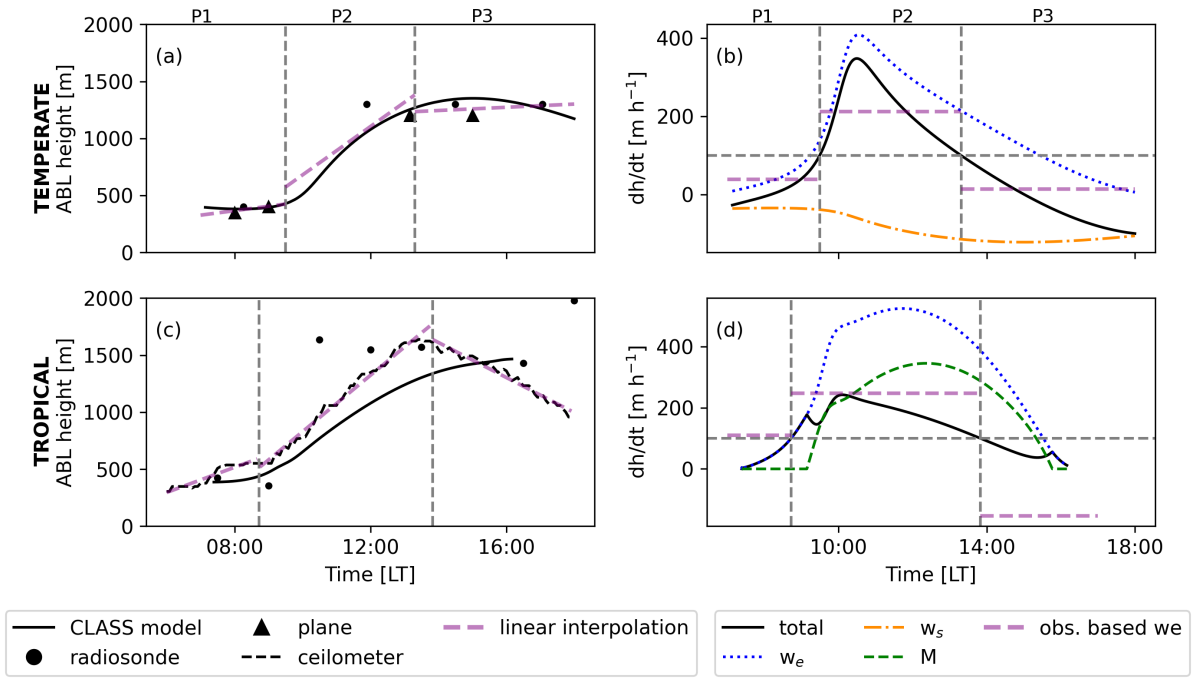 P1 P2 P3
P1 P2 P3
TEMPERATE
ABL height [m]
2000
1500
1000
500
0
(a)
dh/dt [m h⁻¹]
400
200
0
(b)
TROPICAL
ABL height [m]
2000
1500
1000
500
0
(c)
08:00 12:00 16:00
Time [LT]
dh/dt [m h⁻¹]
400
200
0
(d)
10:00 14:00 18:00
Time [LT]
CLASS model plane linear interpolation
radiosonde ceilometer
total wₛ obs. based we
wₑ M